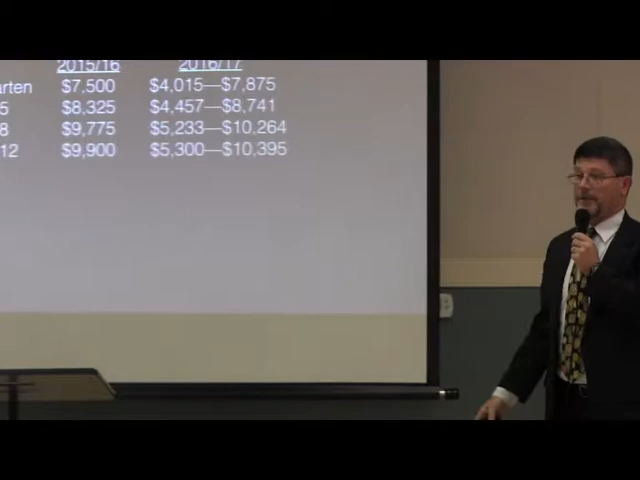 2015/16 2016/17
arten $7,500 $4,015—$7,875
5 $8,325 $4,457—$8,741
8 $9,775 $5,233—$10,264
12 $9,900 $5,300—$10,395